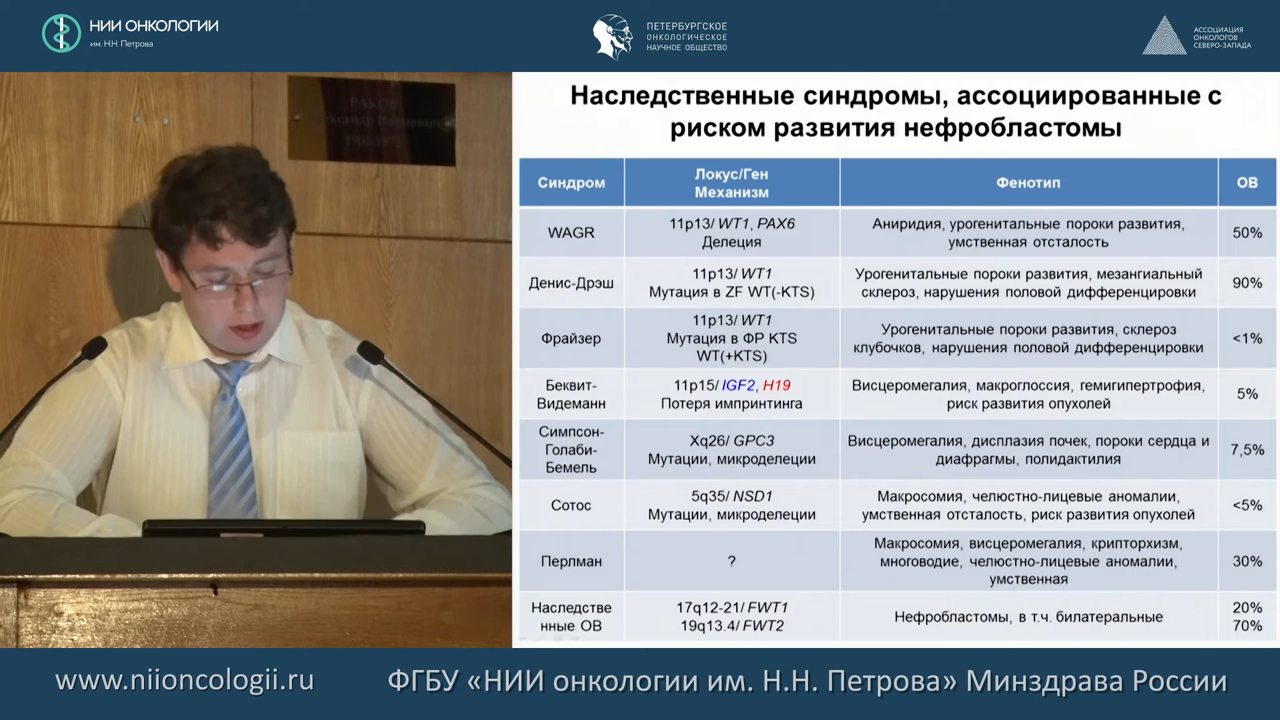 НИИ ОНКОЛОГИИ
им. Н.Н. Петрова
ПЕТЕРБУРГСКОЕ
ОНКОЛОГИЧЕСКОЕ
НАУЧНОЕ ОБЩЕСТВО
АССОЦИАЦИЯ
ОНКОЛОГОВ
СЕВЕРО-ЗАПАДА
Наследственные синдромы, ассоциированные с
риском развития нефробластомы
Синдром
Локус/Ген
Механизм
Фенотип
ОВ
WAGR
11p13/ WT1, PAX6
Делеция
Аниридия, урогенитальные пороки развития,
умственная отсталость
50%
Денис-Дрэш
11p13/ WT1
Мутация в ZF WT(-KTS)
Урогенитальные пороки развития, мезангиальный
склероз, нарушения половой дифференцировки
90%
Фрайзер
11p13/ WT1
Мутация в ФР KTS
WT(+KTS)
Урогенитальные пороки развития, склероз
клубочков, нарушения половой дифференцировки
<1%
Беквит-
Видеманн
11p15/ IGF2, H19
Потеря импринтинга
Висцеромегалия, макроглоссия, гемигипертрофия,
риск развития опухолей
5%
Симпсон-
Голаби-
Бемель
Xq26/ GPC3
Мутации, микроделеции
Висцеромегалия, дисплазия почек, пороки сердца и
диафрагмы, полидактилия
7,5%
Сотос
5q35/ NSD1
Мутации, микроделеции
Макросомия, челюстно-лицевые аномалии,
умственная отсталость, риск развития опухолей
<5%
Перлман
?
Макросомия, висцеромегалия, крипторхизм,
многоводие, челюстно-лицевые аномалии,
умственная
30%
Наследстве
нные ОВ
17q12-21/ FWT1
19q13.4/ FWT2
Нефробластомы, в т.ч. билатеральные
20%
70%
www.niioncologii.ru
ФГБУ «НИИ онкологии им. Н.Н. Петрова» Минздрава России